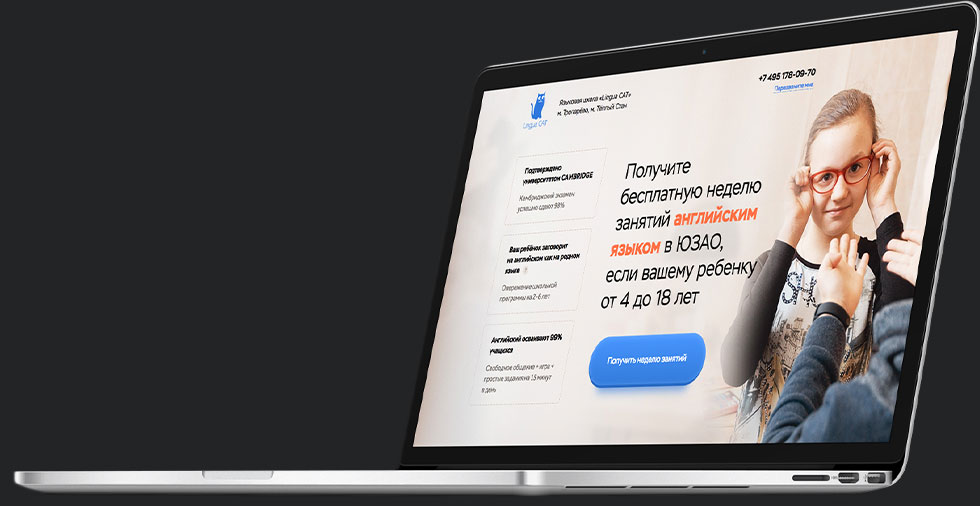 Lingua CAT
Языковая школа «Lingua CAT»
м. Тропарёво, м. Тёплый Стан
+7 495 178-09-70
Перезвоните мне
Подтверждено
университетом CAMBRIDGE
Кембриджский экзамен
успешно сдают 98%
Ваш ребёнок заговорит
на английском как на родном
языке
Опережение школьной
программы на 2-6 лет
Английский осваивают 99%
учащихся
Свободное общение + игра +
простые задания на 15 минут
в день
Получите
бесплатную неделю
занятий английским
языком в ЮЗАО,
если вашему ребенку
от 4 до 18 лет
Получить неделю занятий